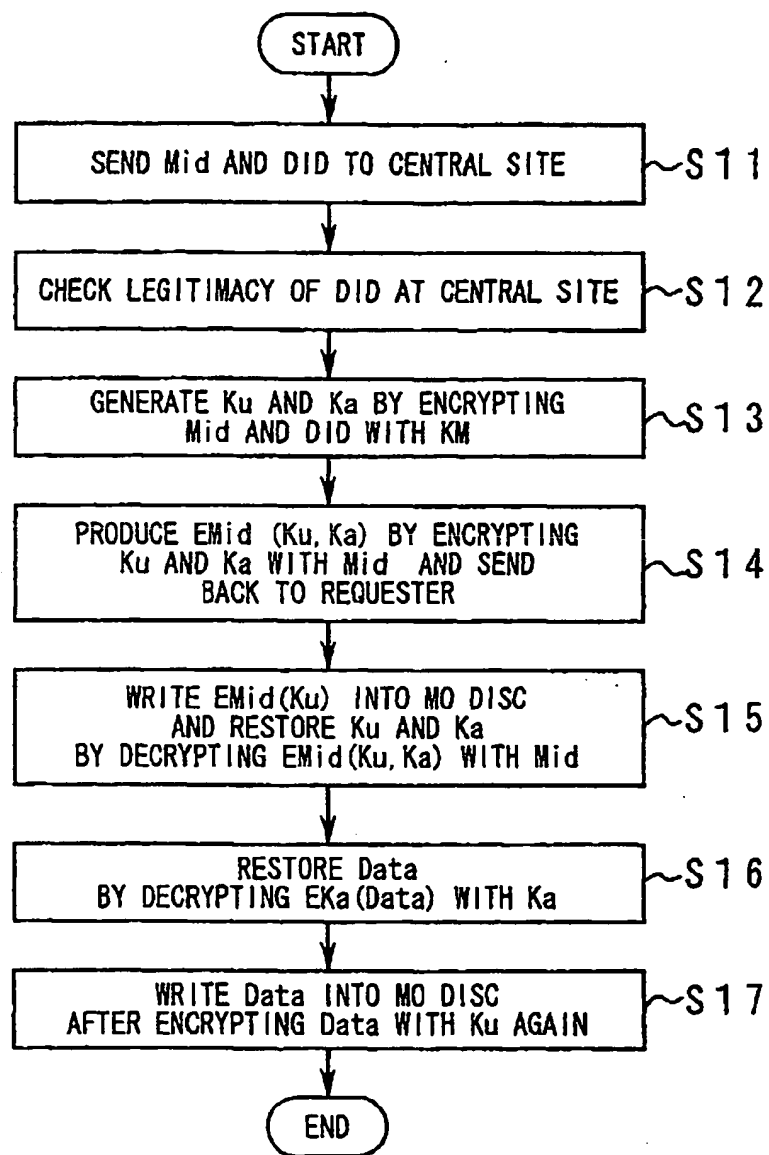 START
SEND Mid AND DID TO CENTRAL SITE
S11
CHECK LEGITIMACY OF DID AT CENTRAL SITE
S12
GENERATE Ku AND Ka BY ENCRYPTING
Mid AND DID WITH KM
S13
PRODUCE EMid (Ku,Ka) BY ENCRYPTING
Ku AND Ka WITH Mid AND SEND
BACK TO REQUESTER
S14
WRITE EMid(Ku) INTO MO DISC
AND RESTORE Ku AND Ka
BY DECRYPTING EMid(Ku,Ka) WITH Mid
S15
RESTORE Data
BY DECRYPTING EKa(Data) WITH Ka
S16
WRITE Data INTO MO DISC
AFTER ENCRYPTING Data WITH Ku AGAIN
S17
END